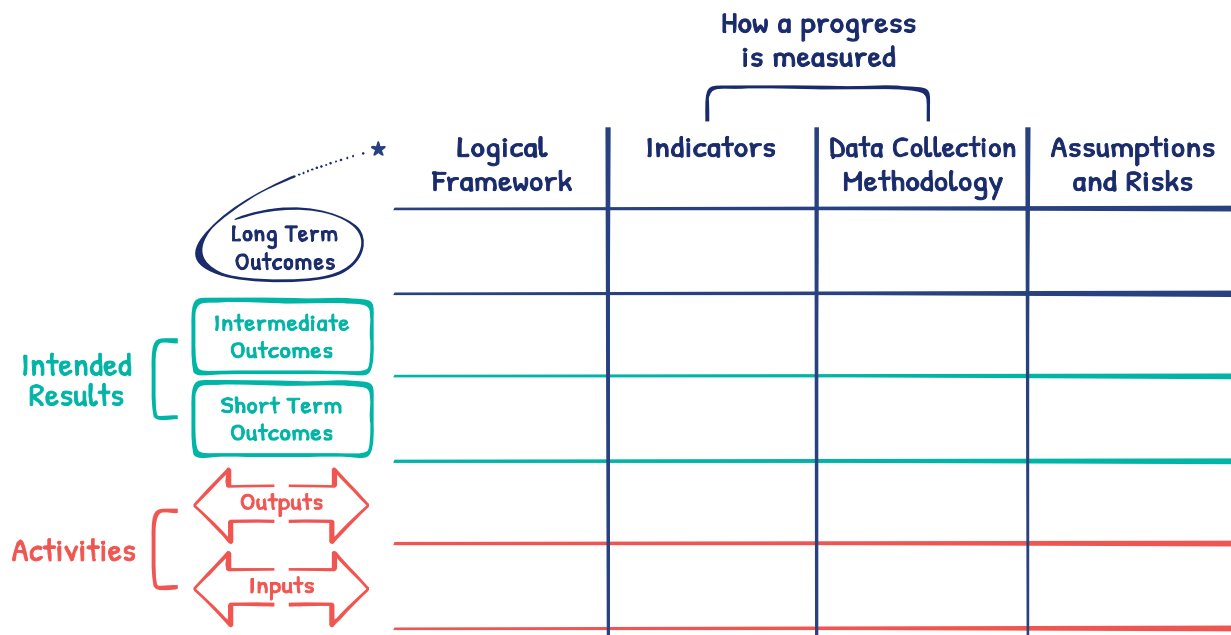 How a progress
is measured
Logical
Framework
Indicators
Data Collection
Methodology
Assumptions
and Risks
Long Term
Outcomes
Intended
Results
Intermediate
Outcomes
Short Term
Outcomes
Activities
Outputs
Inputs